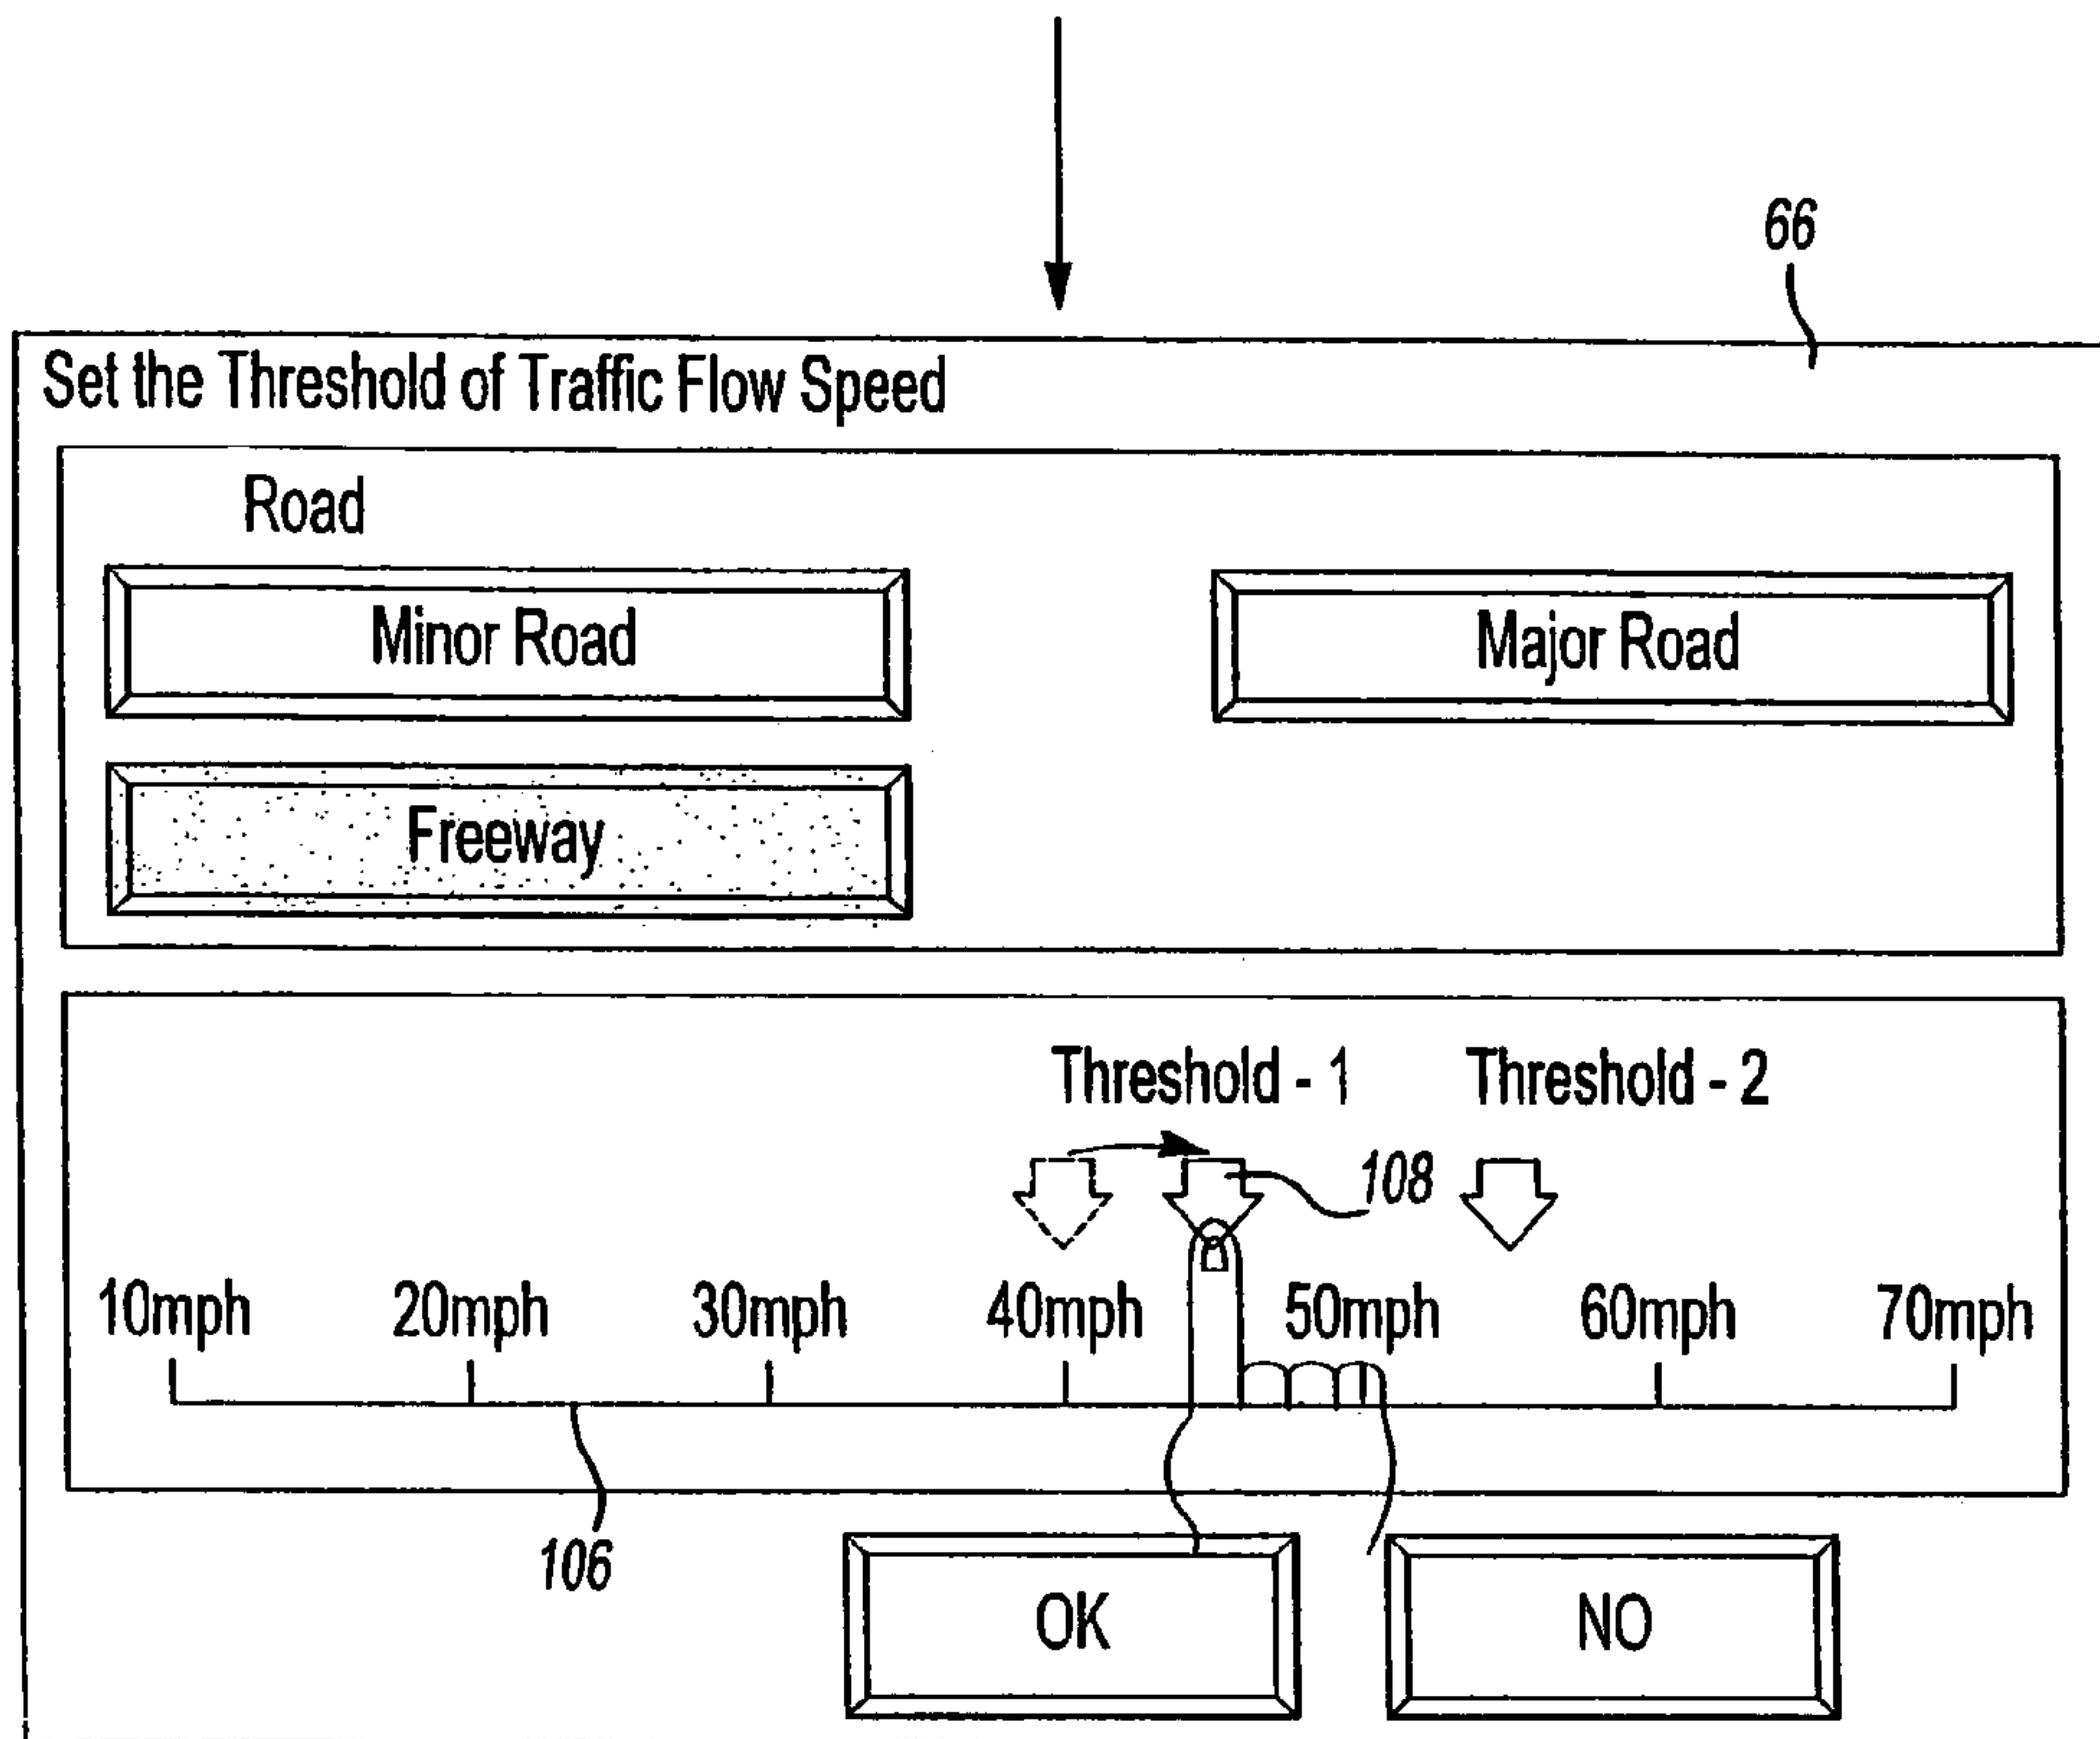 66
Set the Threshold of Traffic Flow Speed
Road
Minor Road
Major Road
Freeway
Threshold - 1
Threshold - 2
108
10mph 20mph 30mph 40mph 50mph 60mph 70mph
106
OK
NO